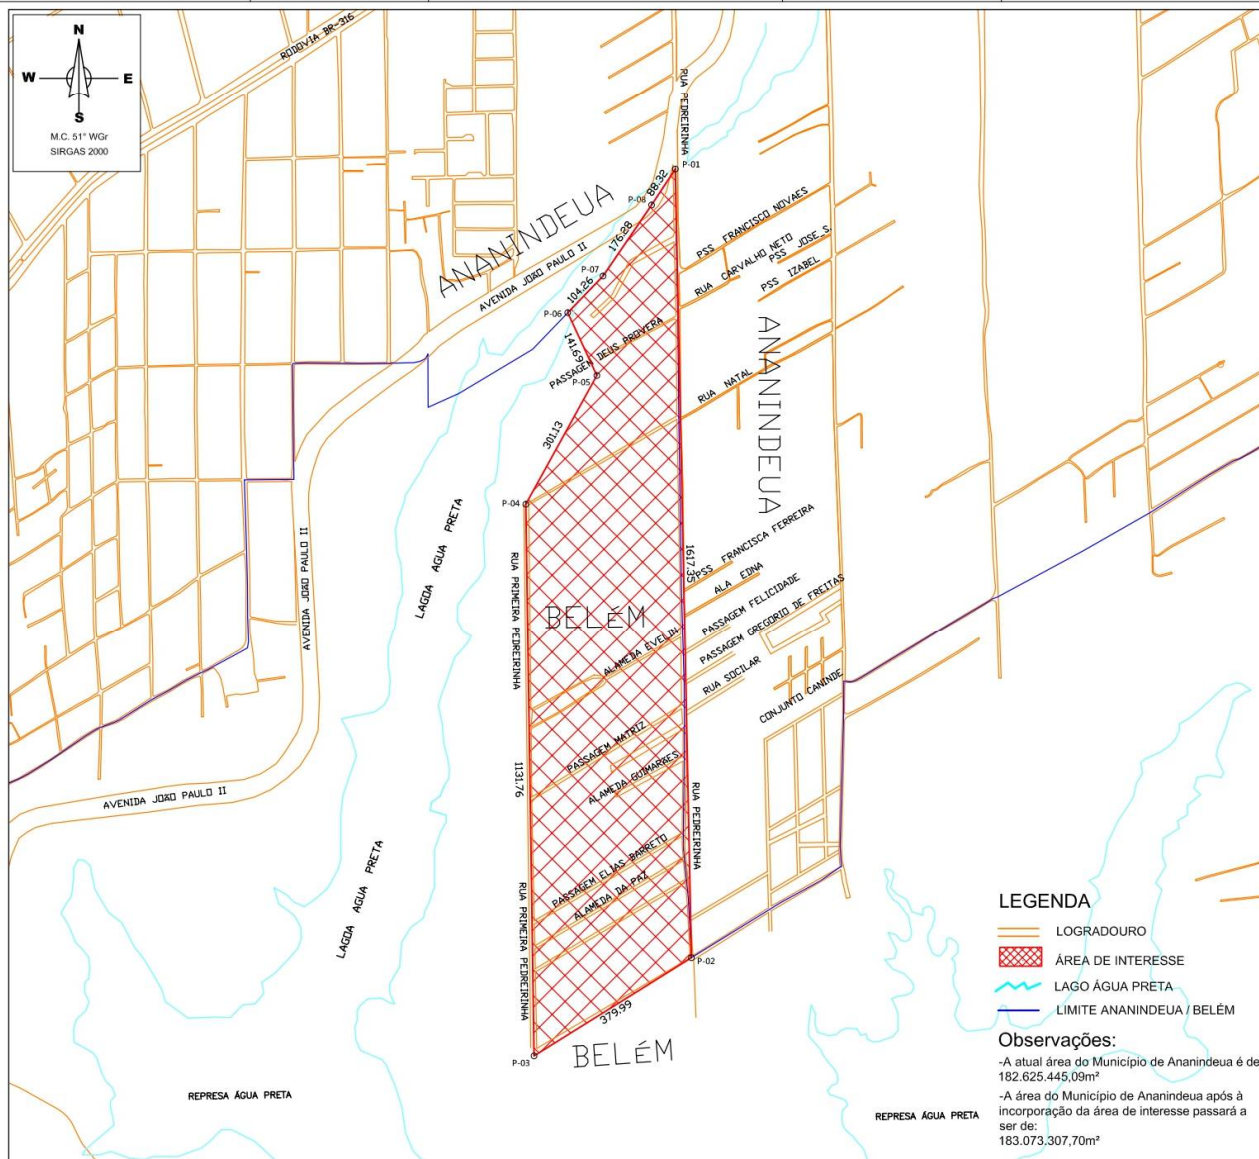 N
W
E
S
M.C. 51° WGr
SIRGAS 2000
RODOVIA BR-316
RUA PEDREIRINHA
P-01
88.32
P-08
ANANINDEUA
176.28
AVENIDA JOÃO PAULO II
P-07
104.26
P-06
141.69
PASSAGEM DEUS PROVERA
P-05
PSS FRANCISCO NOVAES
RUA CARVALHO NETO
PSS JOSE_S.
PSS IZABEL
ANANINDEUA
RUA NATAL
301.13
P-04
LAGOA AGUA PRETA
AVENIDA JOÃO PAULO II
RUA PRIMEIRA PEDREIRINHA
BELÉM
1617.35
PSS FRANCISCA FERREIRA
ALA EDNA
PASSAGEM FELICIDADE
PASSAGEM GREGORIO DE FREITAS
ALAMEDA EVELIN
RUA SOCILAR
CONJUNTO CANINDE
PASSAGEM MATRIZ
ALAMEDA GUIMARAES
1131.76
RUA PEDREIRINHA
AVENIDA JOÃO PAULO II
LAGOA AGUA PRETA
PASSAGEM ELIAS BARRETO
ALAMEDA DA PAZ
RUA PRIMEIRA PEDREIRINHA
P-02
379.99
P-03
BELÉM
REPRESA ÁGUA PRETA
REPRESA ÁGUA PRETA
LEGENDA
LOGRADOURO
ÁREA DE INTERESSE
LAGO ÁGUA PRETA
LIMITE ANANINDEUA / BELÉM
Observações:
-A atual área do Município de Ananindeua é de
182.625.445,09m²
-A área do Município de Ananindeua após à
incorporação da área de interesse passará a
ser de:
183.073.307,70m²